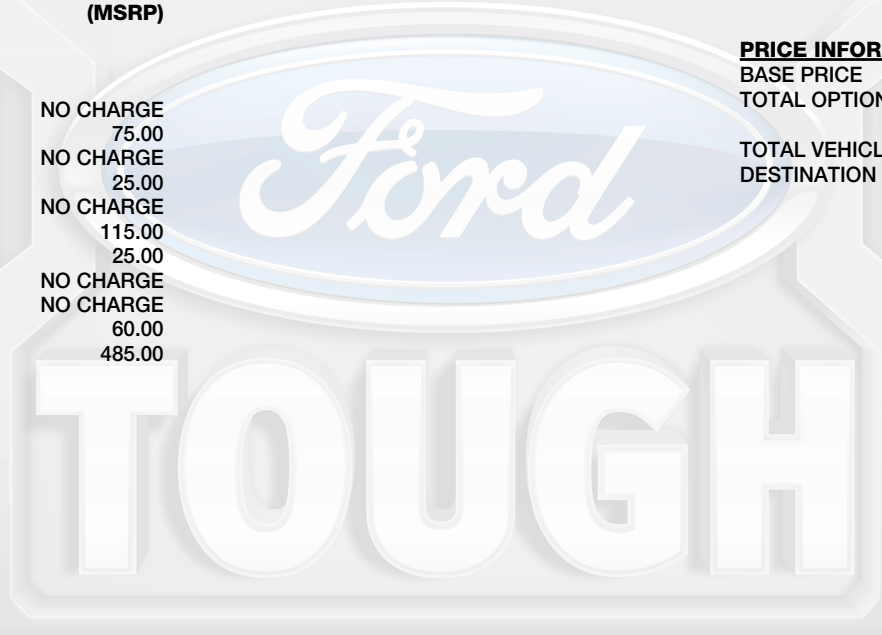 (MSRP)
NO CHARGE
75.00
NO CHARGE
25.00
NO CHARGE
115.00
25.00
NO CHARGE
NO CHARGE
60.00
485.00
PRICE INFOR
BASE PRICE
TOTAL OPTION
TOTAL VEHICL
DESTINATION
Ford
TOUGH